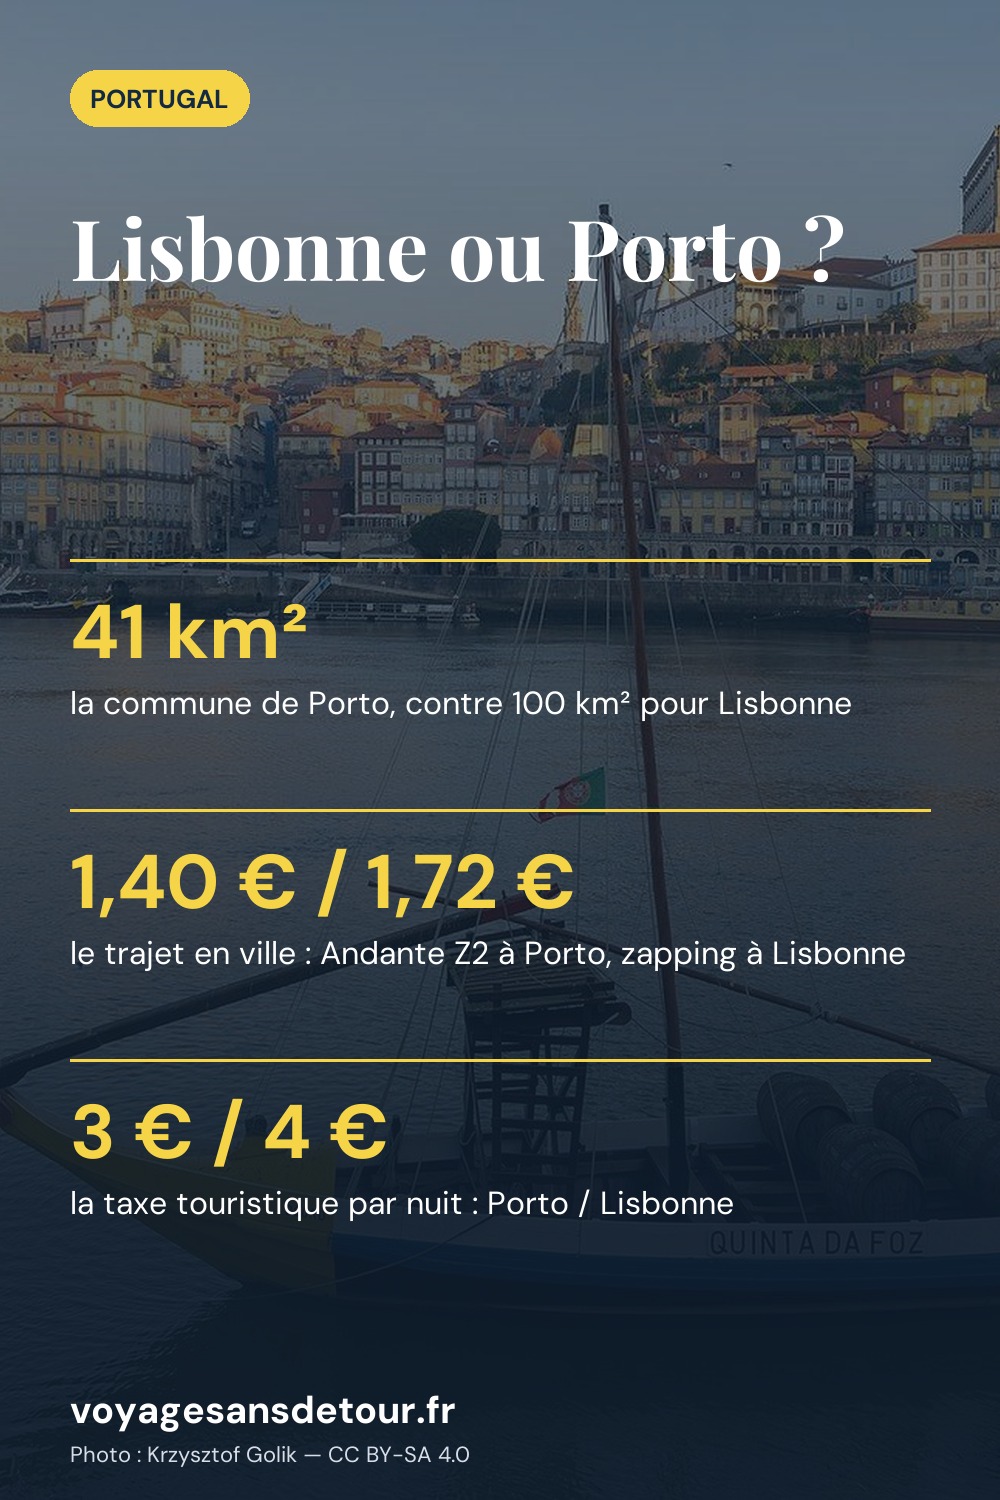 PORTUGAL
Lisbonne ou Porto ?
41 km²
la commune de Porto, contre 100 km² pour Lisbonne
1,40 € / 1,72 €
le trajet en ville : Andante Z2 à Porto, zapping à Lisbonne
3 € / 4 €
la taxe touristique par nuit : Porto / Lisbonne
QUINTA DA FOZ
voyagesansdetour.fr
Photo : Krzysztof Golik — CC BY-SA 4.0